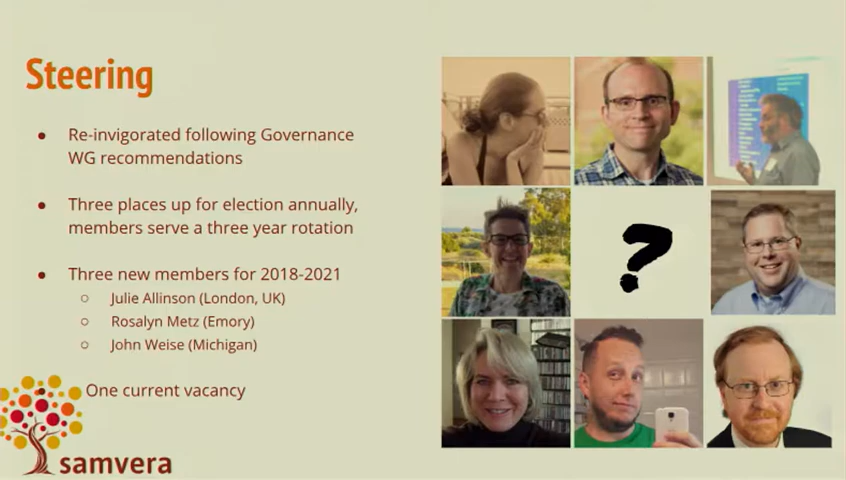 Steering
Re-invigorated following Governance
WG recommendations
Three places up for election annually,
members serve a three year rotation
Three new members for 2018-2021
Julie Allinson (London, UK)
Rosalyn Metz (Emory)
John Weise (Michigan)
One current vacancy
samvera
?